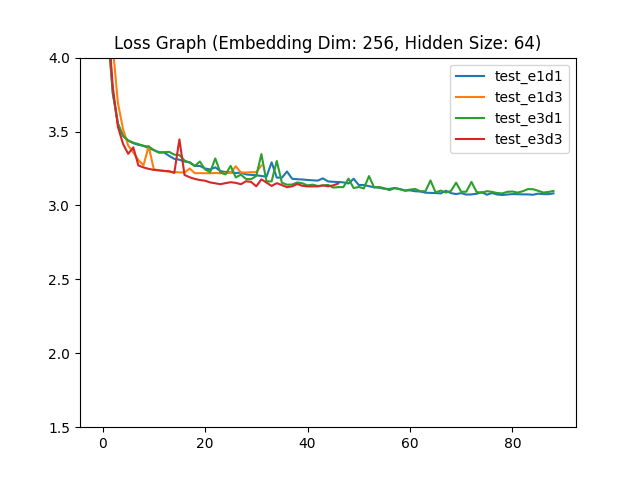 Loss Graph (Embedding Dim: 256, Hidden Size: 64)
4.0
3.5
3.0
2.5
2.0
1.5
0
20
40
60
80
test_e1d1
test_e1d3
test_e3d1
test_e3d3